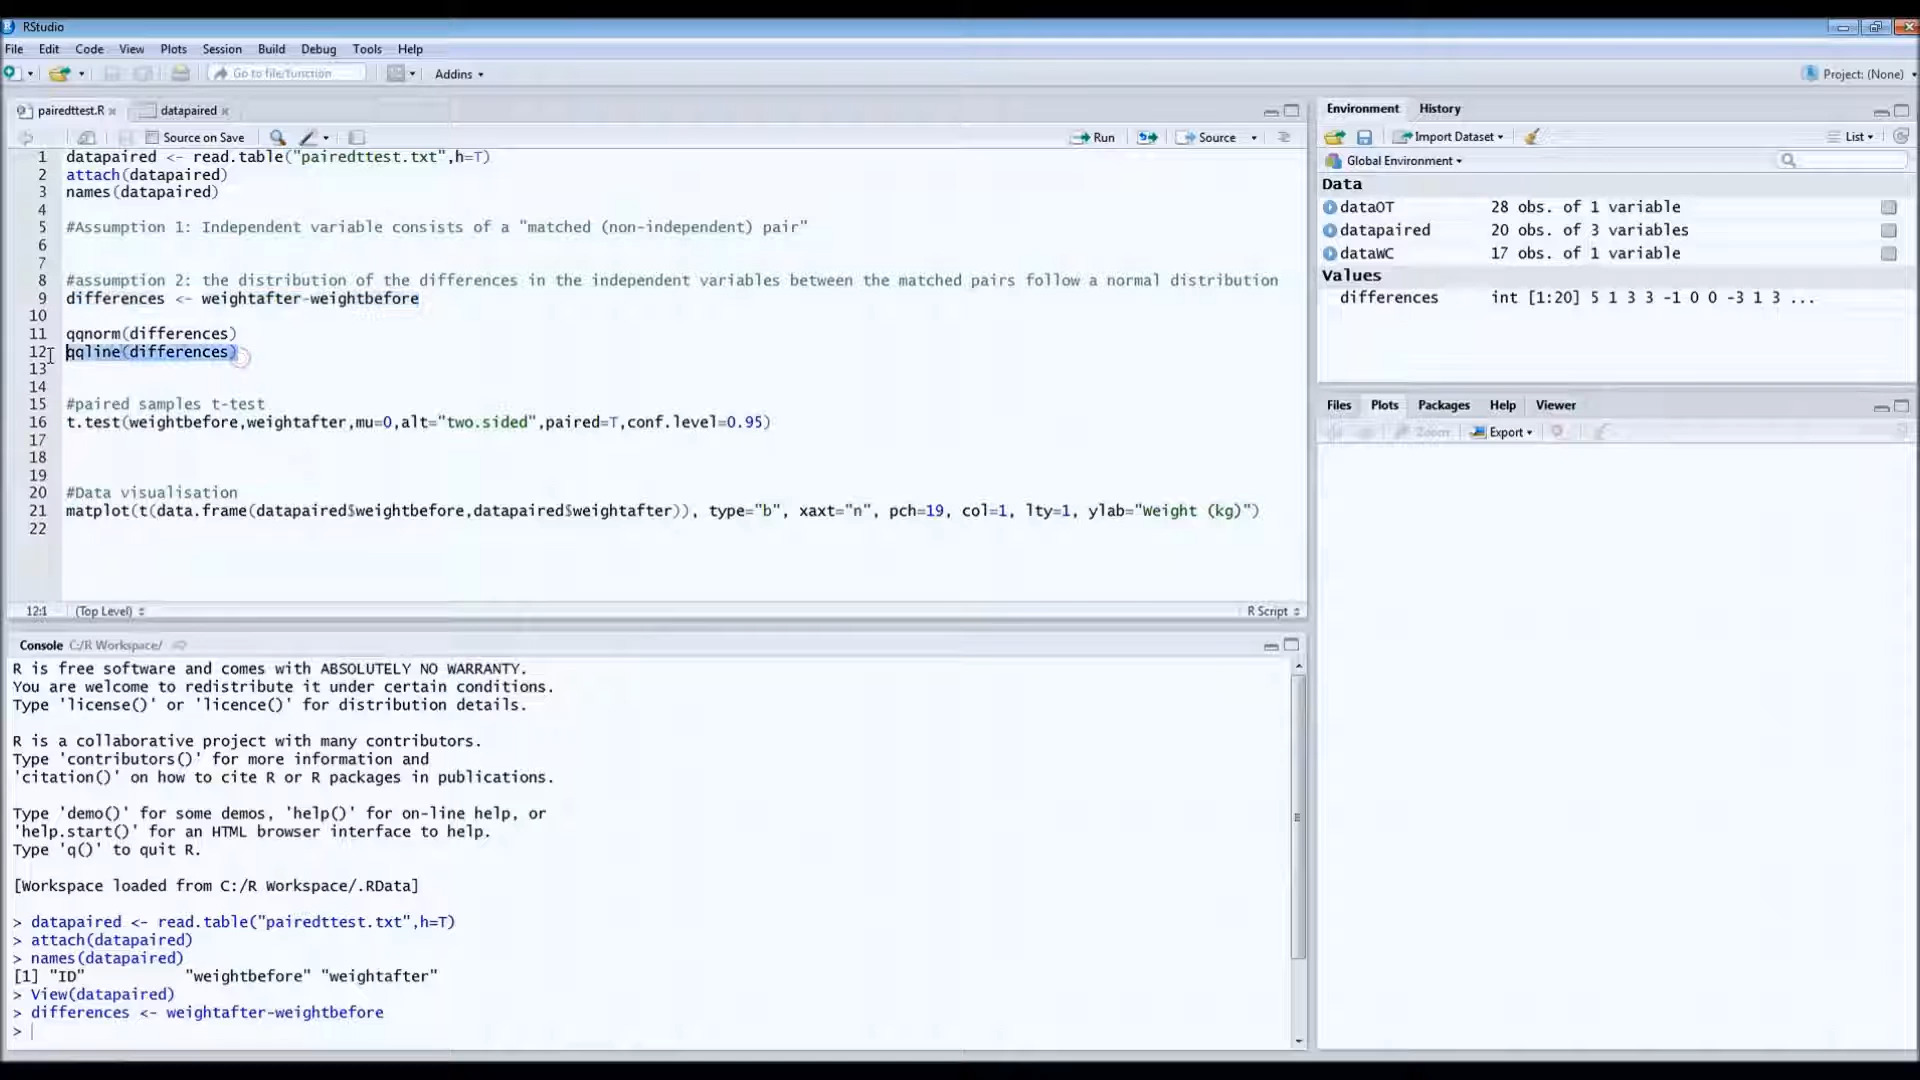 RStudio
File Edit Code View Plots Session Build Debug Tools Help
Go to file/function Addins Project: (None)
pairedttest.R datapaired
Source on Save Run Source
1 datapaired <- read.table("pairedttest.txt",h=T)
2 attach(datapaired)
3 names(datapaired)
4
5 #Assumption 1: Independent variable consists of a "matched (non-independent) pair"
6
7
8 #assumption 2: the distribution of the differences in the independent variables between the matched pairs follow a normal distribution
9 differences <- weightafter-weightbefore
10
11 qqnorm(differences)
12 qqline(differences)
13
14
15 #paired samples t-test
16 t.test(weightbefore,weightafter,mu=0,alt="two.sided",paired=T,conf.level=0.95)
17
18
19
20 #Data visualisation
21 matplot(t(data.frame(datapaired$weightbefore,datapaired$weightafter)), type="b", xaxt="n", pch=19, col=1, lty=1, ylab="Weight (kg)")
22
12:1 (Top Level) R Script
Console C:/R Workspace/
R is free software and comes with ABSOLUTELY NO WARRANTY.
You are welcome to redistribute it under certain conditions.
Type 'license()' or 'licence()' for distribution details.
R is a collaborative project with many contributors.
Type 'contributors()' for more information and
'citation()' on how to cite R or R packages in publications.
Type 'demo()' for some demos, 'help()' for on-line help, or
'help.start()' for an HTML browser interface to help.
Type 'q()' to quit R.
[Workspace loaded from C:/R Workspace/.RData]
> datapaired <- read.table("pairedttest.txt",h=T)
> attach(datapaired)
> names(datapaired)
[1] "ID" "weightbefore" "weightafter"
> View(datapaired)
> differences <- weightafter-weightbefore
>
Environment History
Import Dataset List
Global Environment
Data
dataOT 28 obs. of 1 variable
datapaired 20 obs. of 3 variables
dataWC 17 obs. of 1 variable
Values
differences int [1:20] 5 1 3 3 -1 0 0 -3 1 3 ...
Files Plots Packages Help Viewer
Zoom Export